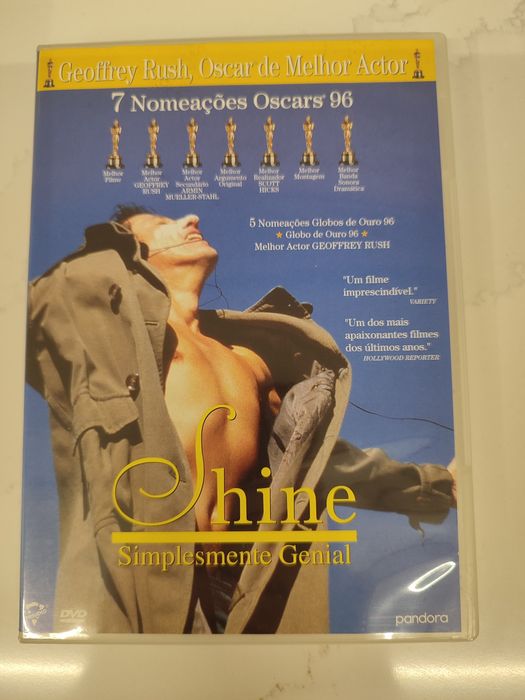 Geoffrey Rush, Oscar de Melhor Actor
7 Nomeações Oscars® 96
Melhor
Filme
Melhor
Actor
GEOFFREY
RUSH
Melhor
Actor
Secundário
ARMIN
MUELLER-STAHL
Melhor
Argumento
Original
Melhor
Realizador
SCOTT
HICKS
Melhor
Montagem
Melhor
Banda
Sonora
Dramática
5 Nomeações Globos de Ouro 96
Globo de Ouro 96
Melhor Actor GEOFFREY RUSH
"Um filme
imprescindível."
VARIETY
"Um dos mais
apaixonantes filmes
dos últimos anos."
HOLLYWOOD REPORTER
Shine
Simplesmente Genial
DVD
pandora